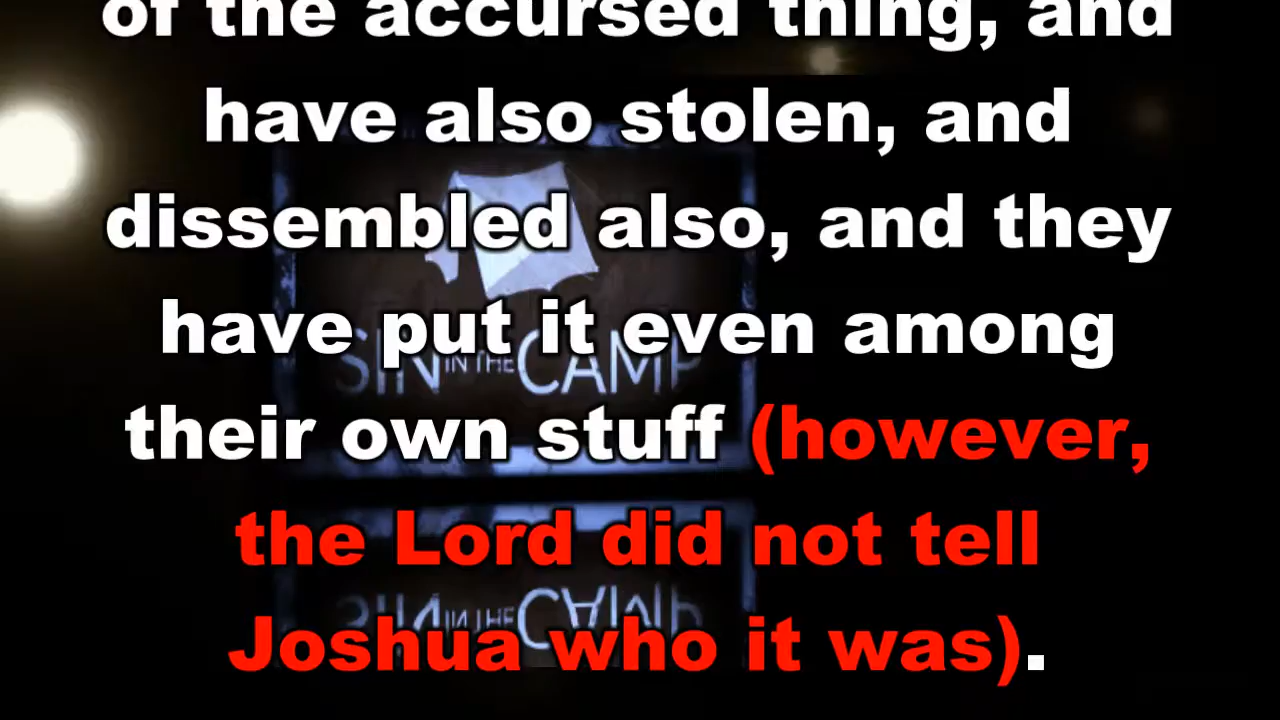 of the accursed thing, and
have also stolen, and
dissembled also, and they
have put it even among
their own stuff (however,
the Lord did not tell
Joshua who it was).
SIN IN THE CAMP